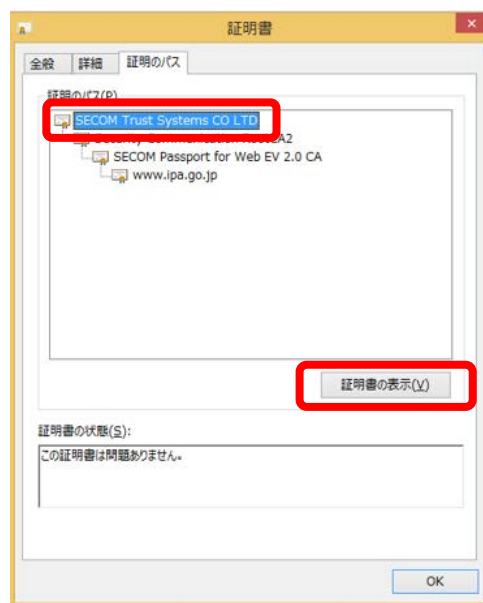 証明書
全般 詳細 証明のパス
証明のパス(P)
SECOM Trust Systems CO LTD
SECOM Passport for Web EV 2.0 CA
www.ipa.go.jp
証明書の表示(V)
証明書の状態(S):
この証明書は問題ありません。
OK